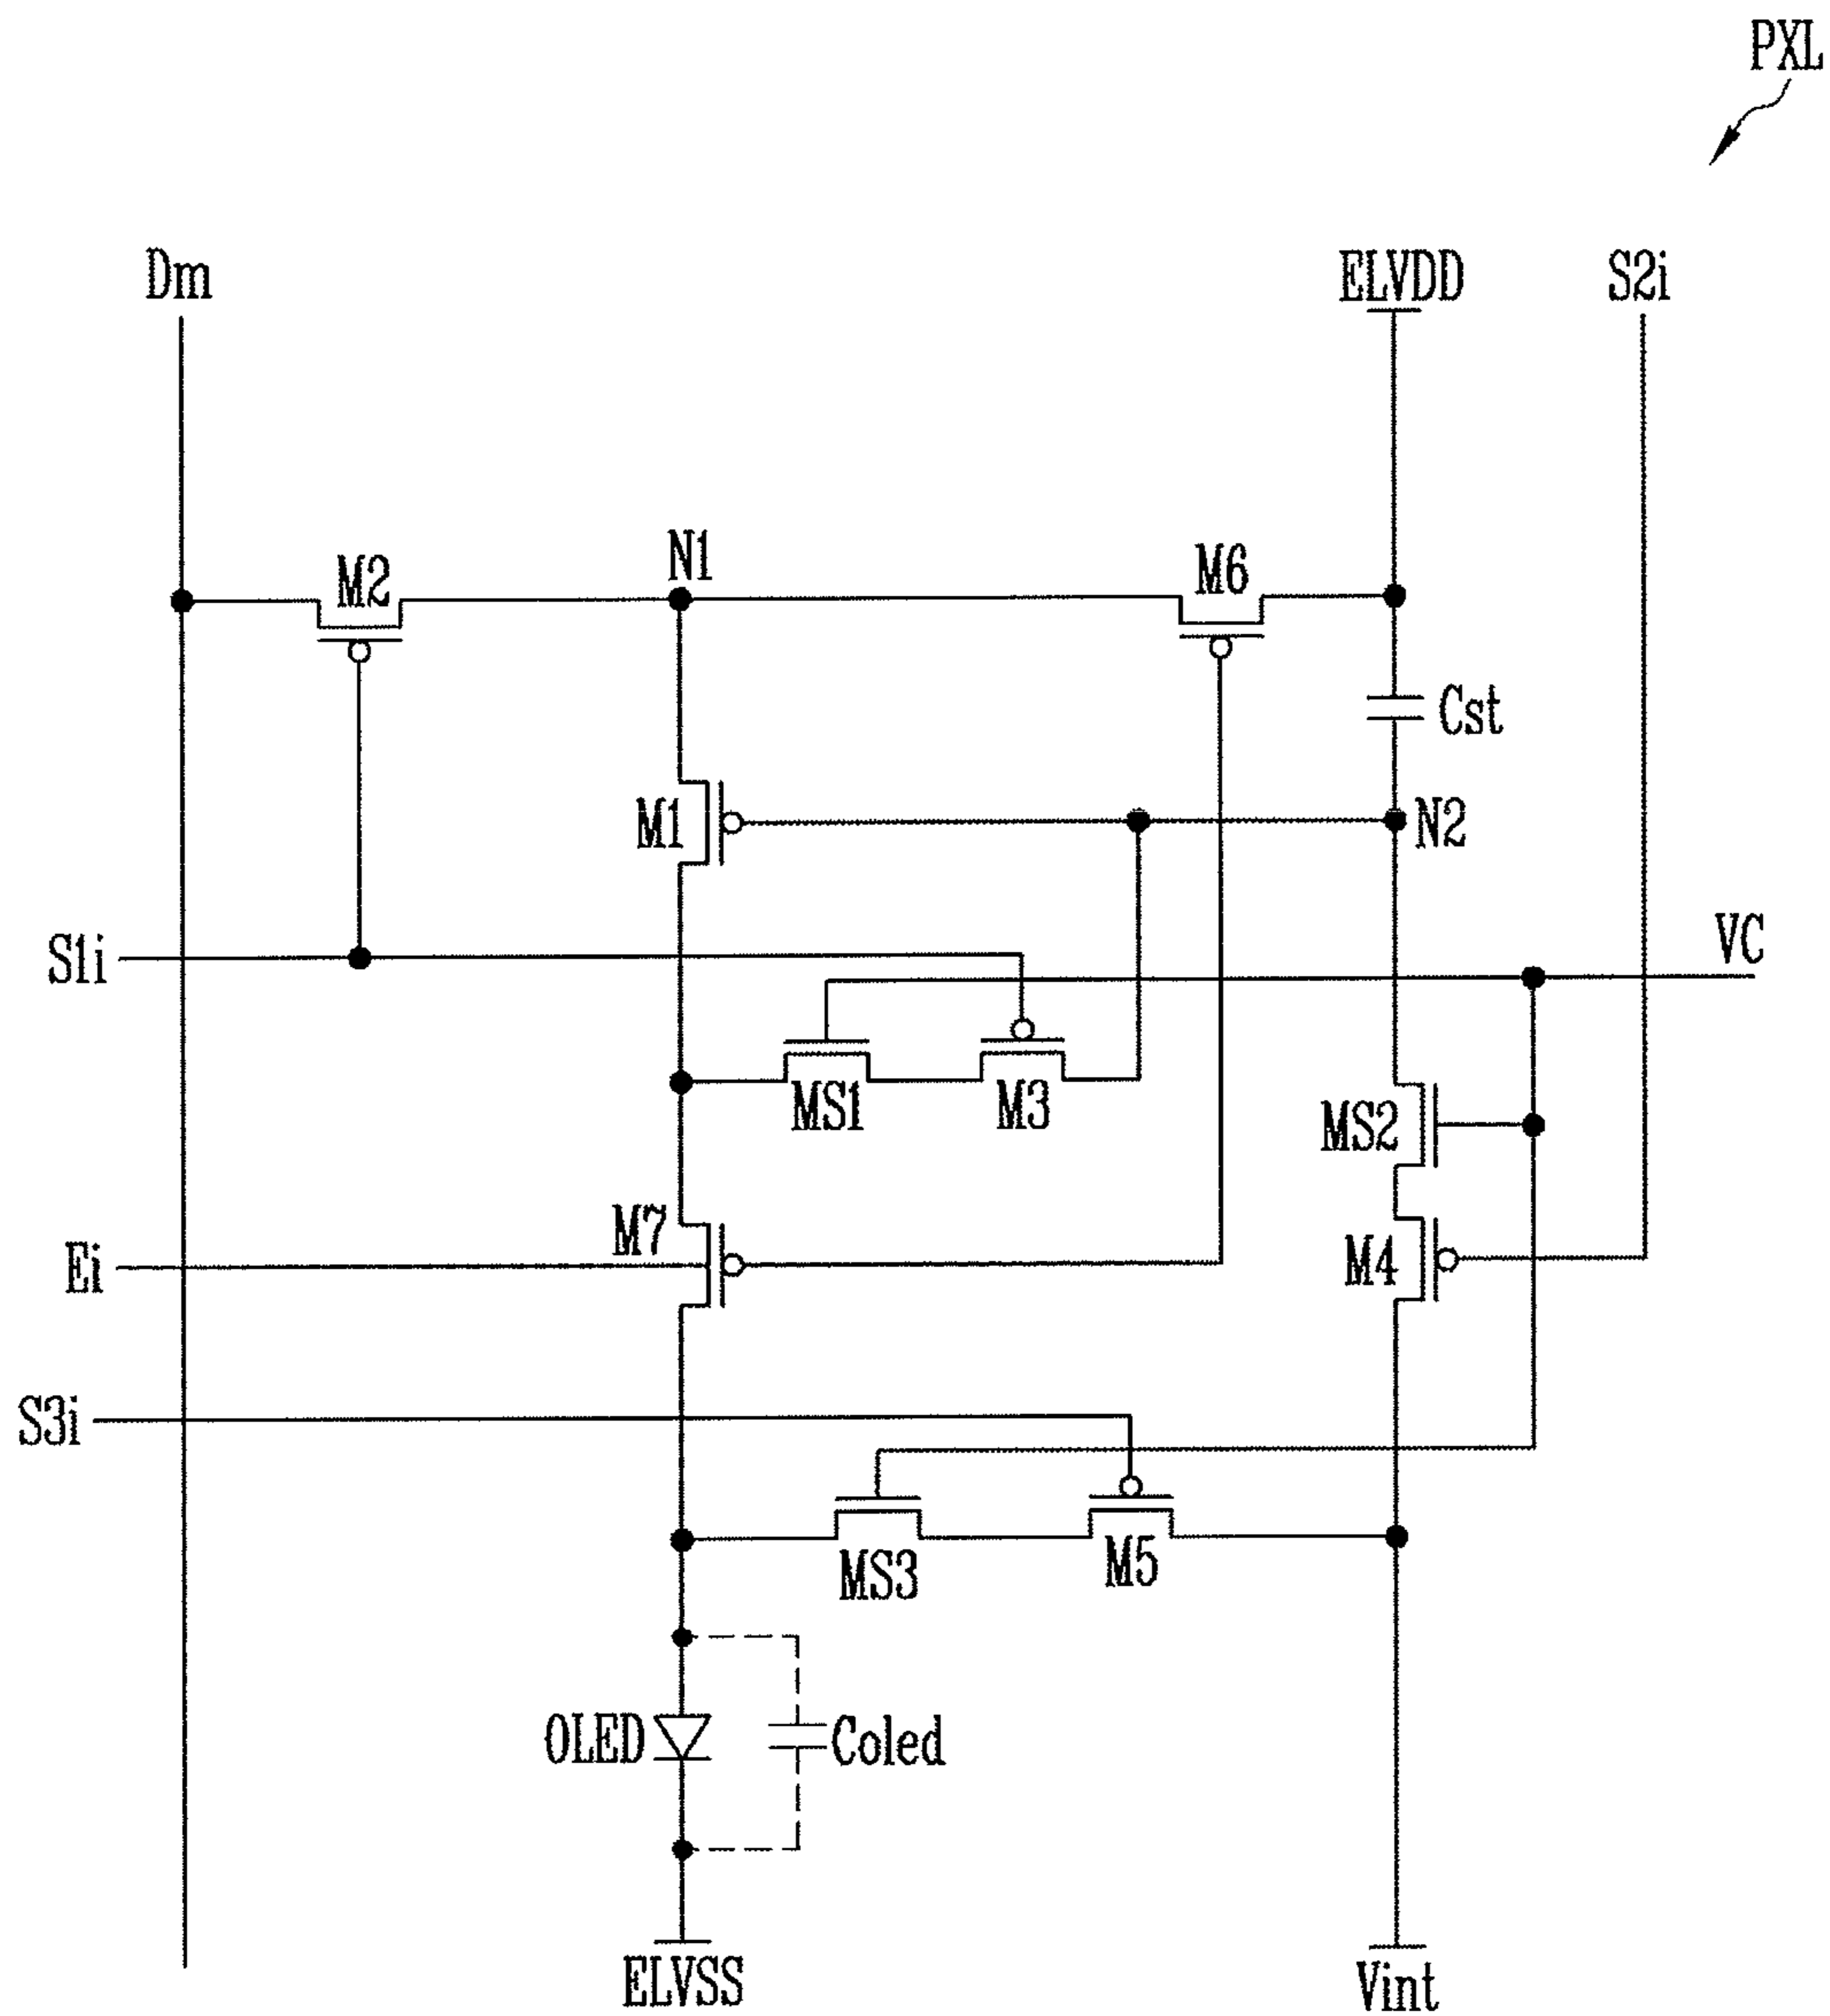 PXL
Dm
ELVDD
S2i
M2
N1
M6
Cst
M1
N2
S1i
VC
MS1
M3
MS2
M7
Ei
M4
S3i
MS3
M5
OLED
Coled
ELVSS
Vint